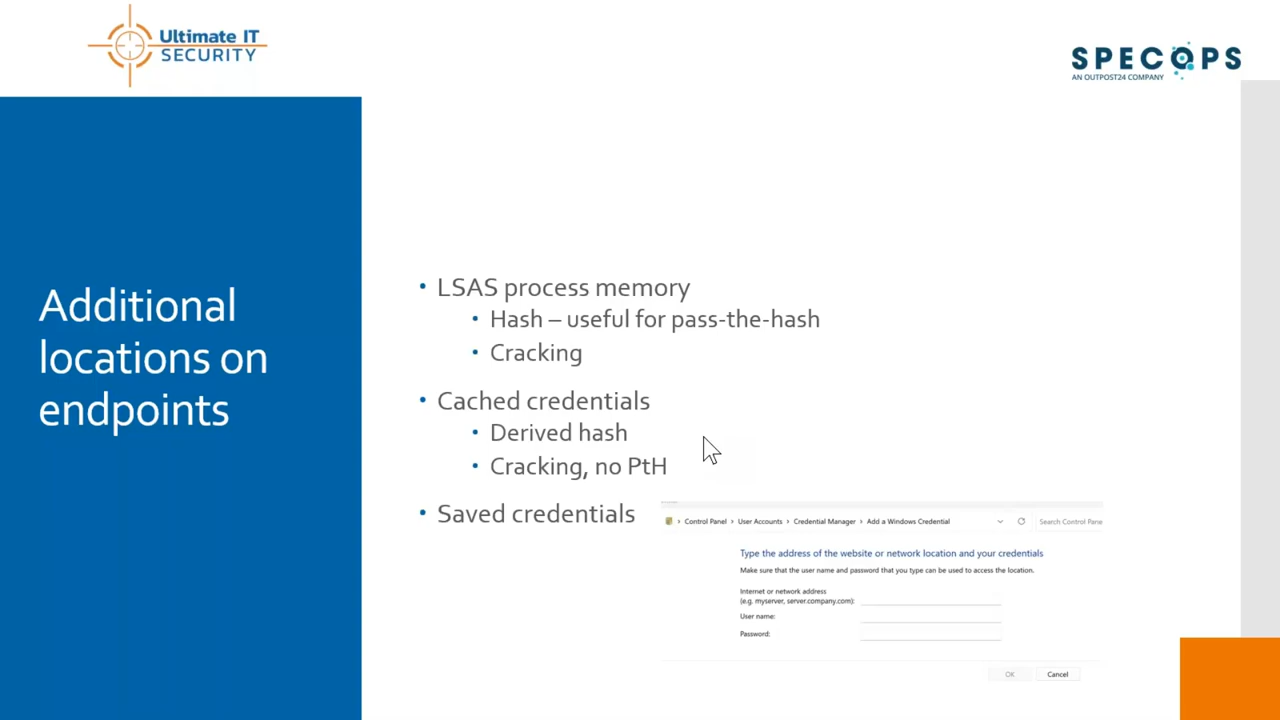 Ultimate IT
SECURITY
SPECOPS
AN OUTPOST24 COMPANY
Additional
locations on
endpoints
• LSAS process memory
• Hash – useful for pass-the-hash
• Cracking
• Cached credentials
• Derived hash
• Cracking, no PtH
• Saved credentials
Control Panel > User Accounts > Credential Manager > Add a Windows Credential
Search Control Pane
Type the address of the website or network location and your credentials
Make sure that the user name and password that you type can be used to access the location.
Internet or network address
(e.g. myserver, server.company.com):
User name:
Password:
OK
Cancel